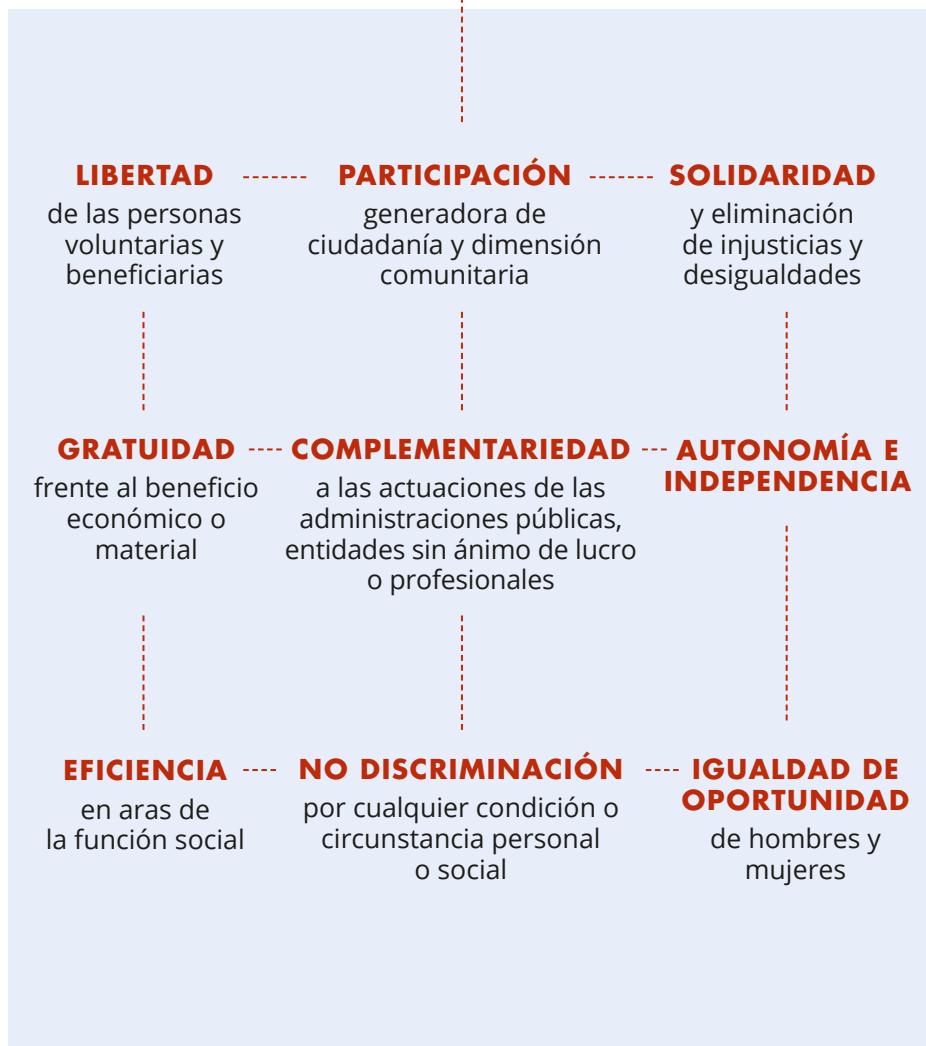 LIBERTAD
de las personas
voluntarias y
beneficiarias
PARTICIPACIÓN
generadora de
ciudadanía y dimensión
comunitaria
SOLIDARIDAD
y eliminación
de injusticias y
desigualdades
GRATUIDAD
frente al beneficio
económico o
material
COMPLEMENTARIEDAD
a las actuaciones de las
administraciones públicas,
entidades sin ánimo de lucro
o profesionales
AUTONOMÍA E
INDEPENDENCIA
EFICIENCIA
en aras de
la función social
NO DISCRIMINACIÓN
por cualquier condición o
circunstancia personal
o social
IGUALDAD DE
OPORTUNIDAD
de hombres y
mujeres